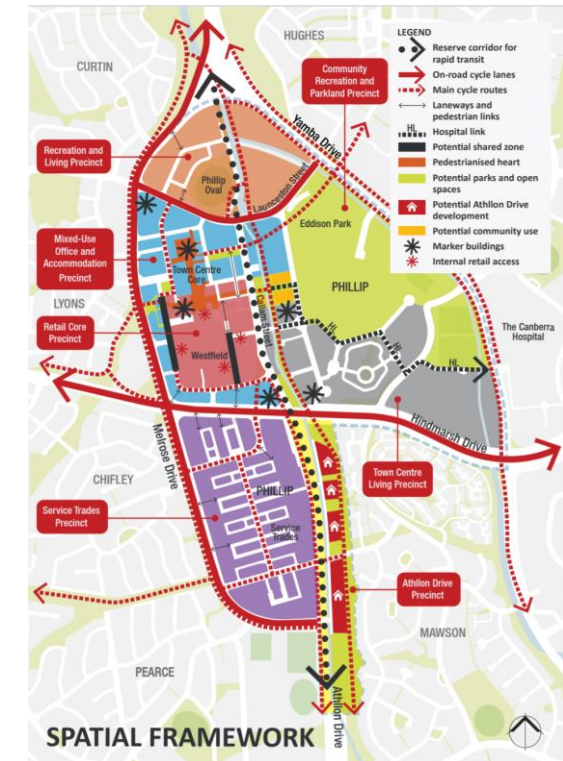 CURTIN
HUGHES
Community
Recreation and
Parkland Precinct
LEGEND
Reserve corridor for
rapid transit
On-road cycle lanes
Main cycle routes
Laneways and
pedestrian links
HL
Hospital link
Potential shared zone
Pedestrianised heart
Potential parks and open
spaces
Potential Athllon Drive
development
Potential community use
Marker buildings
Internal retail access
Yamba Drive
Recreation and
Living Precinct
Phillip
Oval
Launceston Street
Eddison Park
Mixed-Use
Office and
Accommodation
Precinct
Town Centre
Core
PHILLIP
LYONS
Callam Street
Retail Core
Precinct
Westfield
HL
HL
HL
The Canberra
Hospital
Melrose Drive
Hindmarsh Drive
Town Centre
Living Precinct
CHIFLEY
PHILLIP
Service Trades
Precinct
Service
Trades
Athllon Drive
Precinct
MAWSON
PEARCE
Athllon Drive
SPATIAL FRAMEWORK